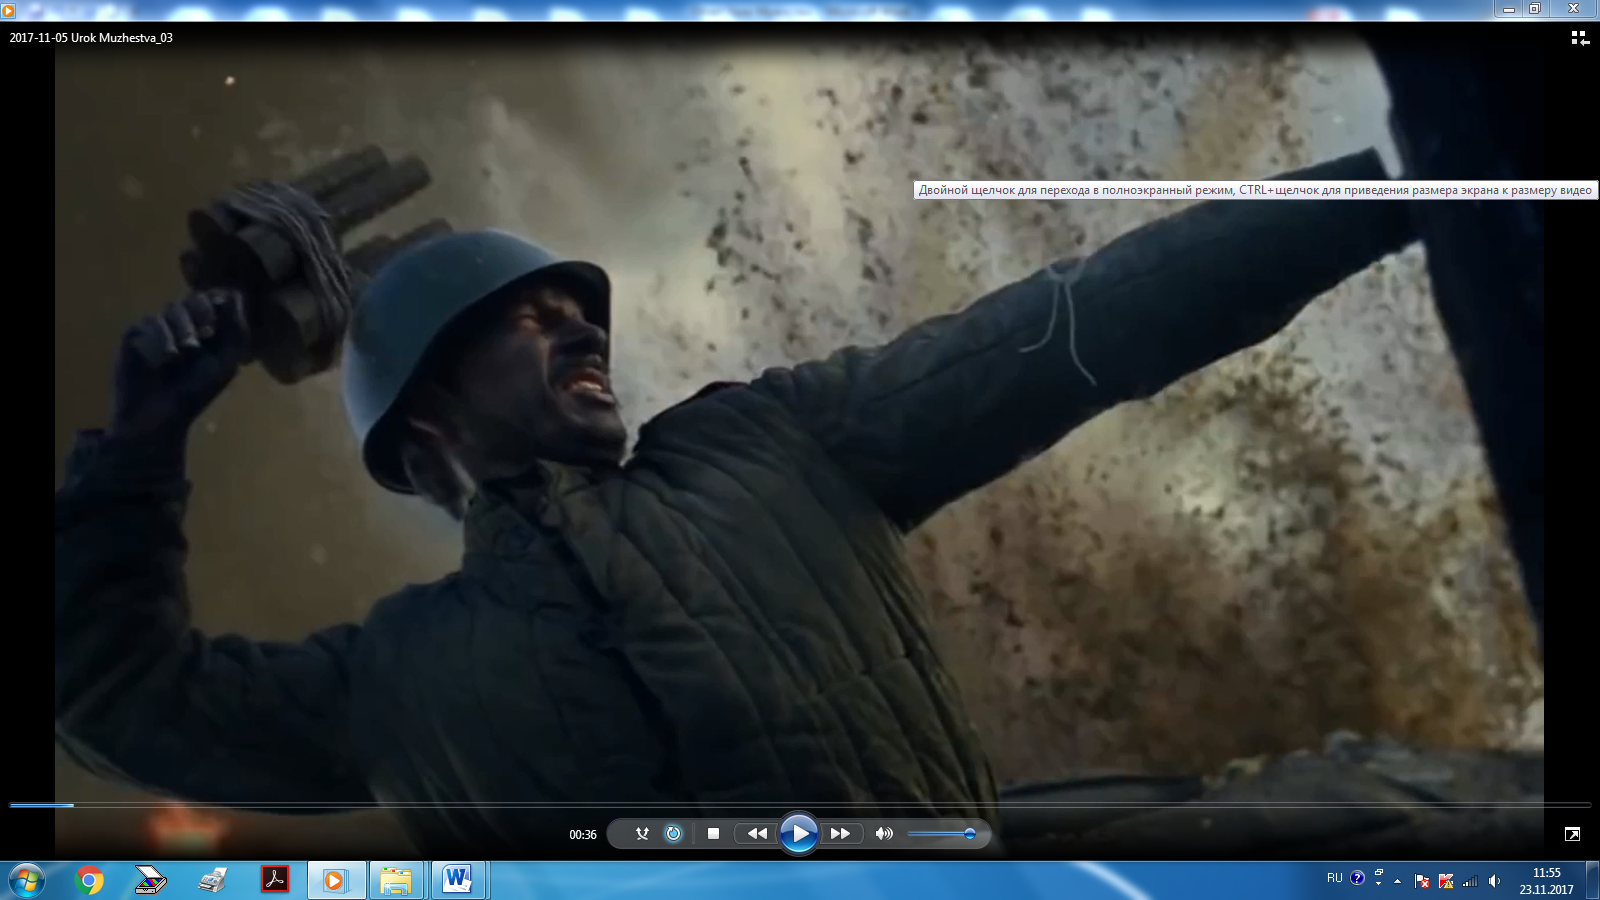 2017-11-05 Urok Muzhestva_03
Двойной щелчок для перехода в полноэкранный режим, CTRL+щелчок для приведения размера экрана к размеру видео
00:36
RU
11:55
23.11.2017